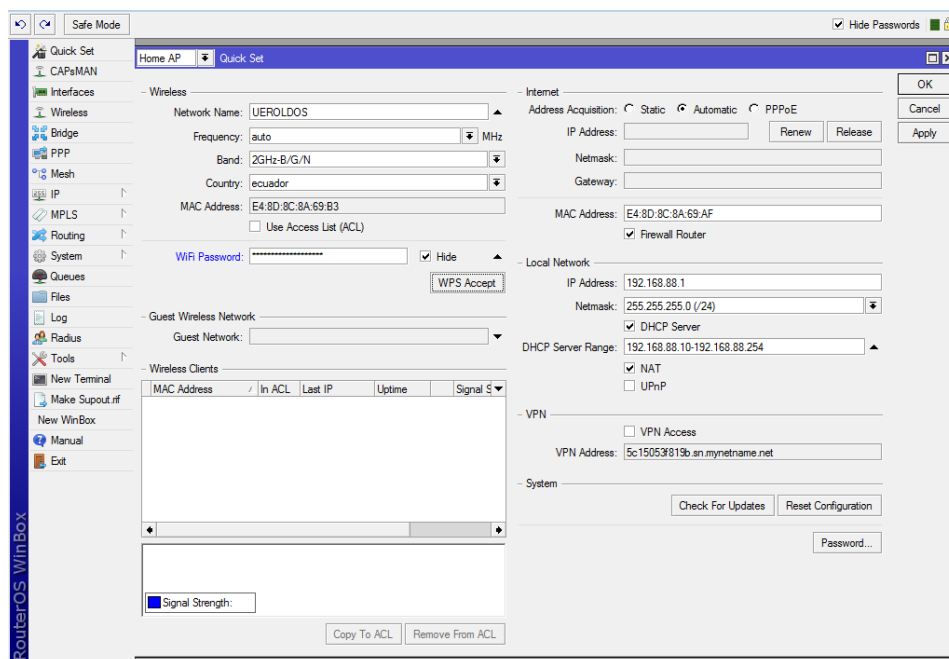 Safe Mode
Hide Passwords
Quick Set
CAPsMAN
Interfaces
Wireless
Bridge
PPP
Mesh
IP
MPLS
Routing
System
Queues
Files
Log
Radius
Tools
New Terminal
Make Supout.rif
New WinBox
Manual
Exit
RouterOS WinBox
Home AP Quick Set
Wireless
Network Name: UEROLDOS
Frequency: auto MHz
Band: 2GHz-B/G/N
Country: ecuador
MAC Address: E4:8D:8C:8A:69:B3
Use Access List (ACL)
WiFi Password: ******************** Hide
WPS Accept
Guest Wireless Network
Guest Network:
Wireless Clients
MAC Address / In ACL Last IP Uptime Signal S
Signal Strength:
Copy To ACL Remove From ACL
Internet
Address Acquisition: Static Automatic PPPoE
IP Address: Renew Release
Netmask:
Gateway:
MAC Address: E4:8D:8C:8A:69:AF
Firewall Router
Local Network
IP Address: 192.168.88.1
Netmask: 255.255.255.0 (/24)
DHCP Server
DHCP Server Range: 192.168.88.10-192.168.88.254
NAT
UPnP
VPN
VPN Access
VPN Address: 5c15053f819b.sn.mynetname.net
System
Check For Updates Reset Configuration
Password...
OK
Cancel
Apply